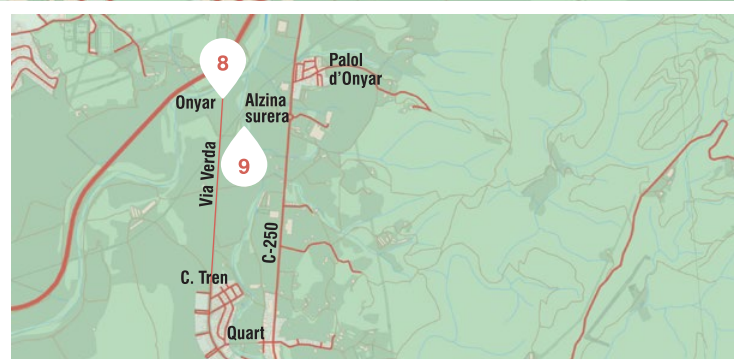 8
Palol
d'Onyar
Onyar
Alzina
surera
9
Via Verda
C-250
C. Tren
Quart